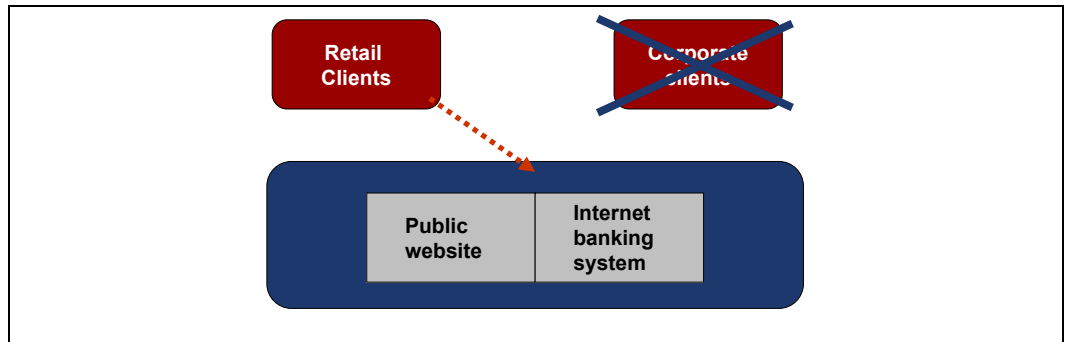 Retail
Clients
Corporate
clients
Public
website
Internet
banking
system